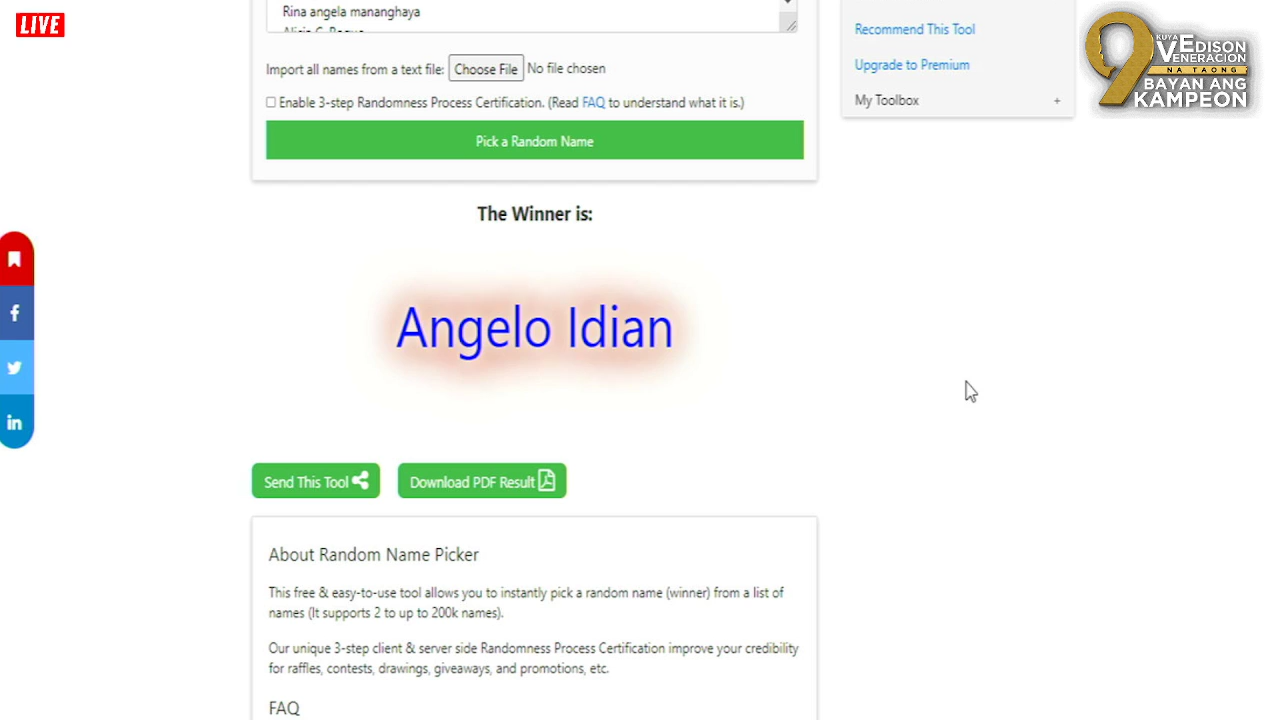 LIVE
Rina angela mananghaya
Import all names from a text file: Choose File No file chosen
Enable 3-step Randomness Process Certification. (Read FAQ to understand what it is.)
Pick a Random Name
Recommend This Tool
Upgrade to Premium
My Toolbox +
9
KUYA
VEDISON
VENERACION
NA TAONG
BAYAN ANG
KAMPEON
The Winner is:
Angelo Idian
Send This Tool
Download PDF Result
About Random Name Picker
This free & easy-to-use tool allows you to instantly pick a random name (winner) from a list of
names (It supports 2 to up to 200k names).
Our unique 3-step client & server side Randomness Process Certification improve your credibility
for raffles, contests, drawings, giveaways, and promotions, etc.
FAQ